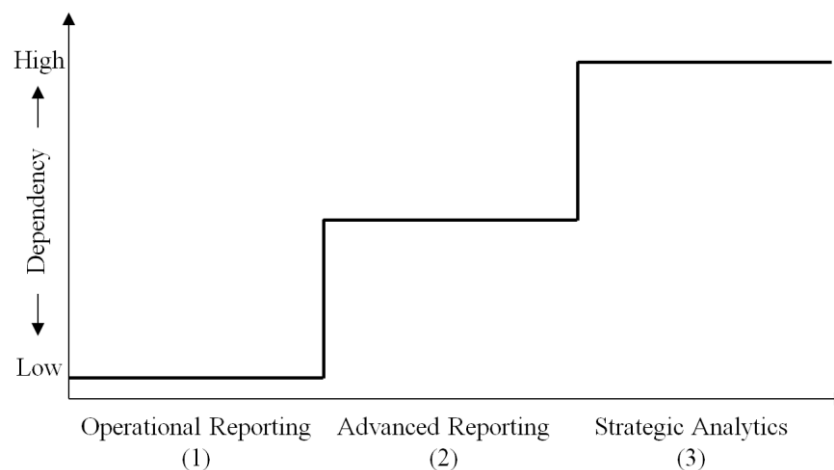 High
Dependency
Low
Operational Reporting
(1)
Advanced Reporting
(2)
Strategic Analytics
(3)